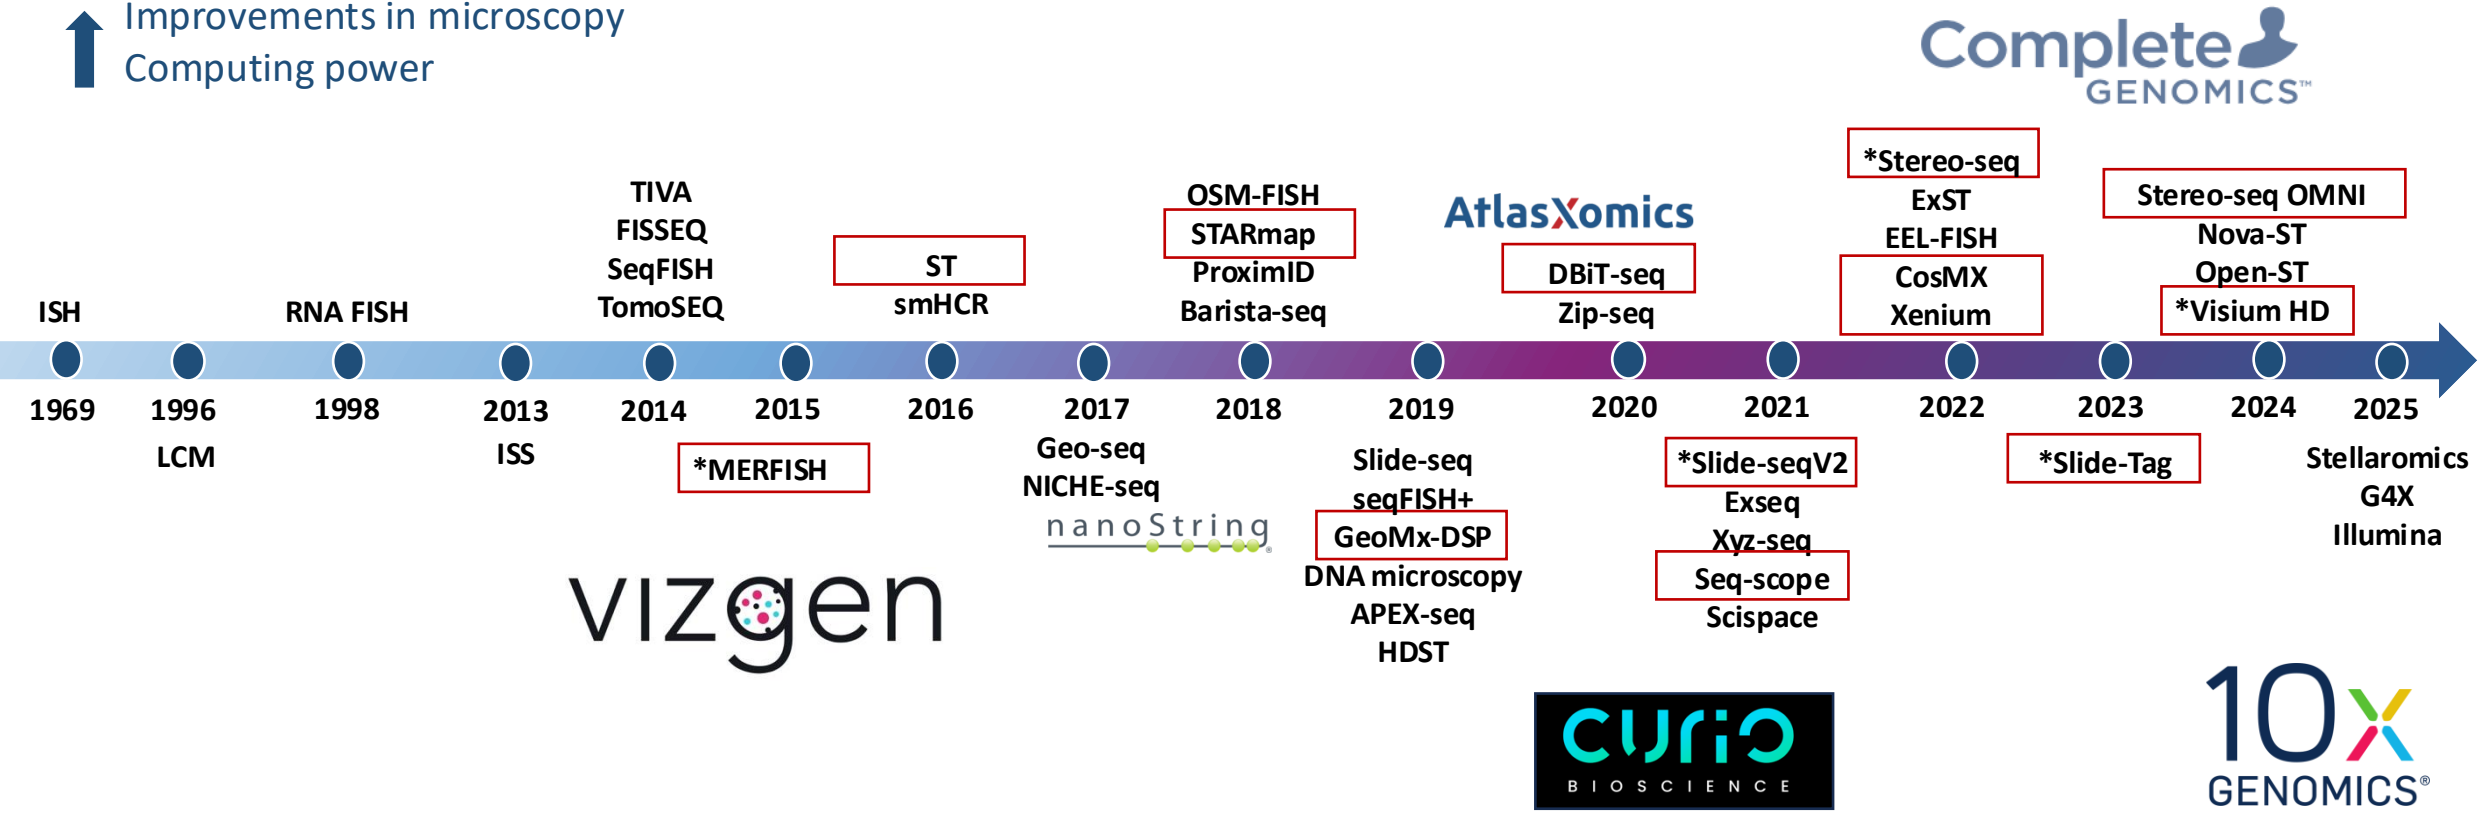 Improvements in microscopy
Computing power
Complete
GENOMICS™
*Stereo-seq
ExST
EEL-FISH
CosMX
Xenium
Stereo-seq OMNI
Nova-ST
Open-ST
*Visium HD
AtlasXomics
DBiT-seq
Zip-seq
OSM-FISH
STARmap
ProximID
Barista-seq
ST
smHCR
TIVA
FISSEQ
SeqFISH
TomoSEQ
RNA FISH
ISH
1969
1996
1998
2013
2014
2015
2016
2017
2018
2019
2020
2021
2022
2023
2024
2025
LCM
ISS
*MERFISH
Geo-seq
NICHE-seq
nanoString®
Slide-seq
seqFISH+
GeoMx-DSP
DNA microscopy
APEX-seq
HDST
*Slide-seqV2
Exseq
Xyz-seq
Seq-scope
Scispace
*Slide-Tag
Stellaromics
G4X
Illumina
vizgen
curio
BIOSCIENCE
10x
GENOMICS®